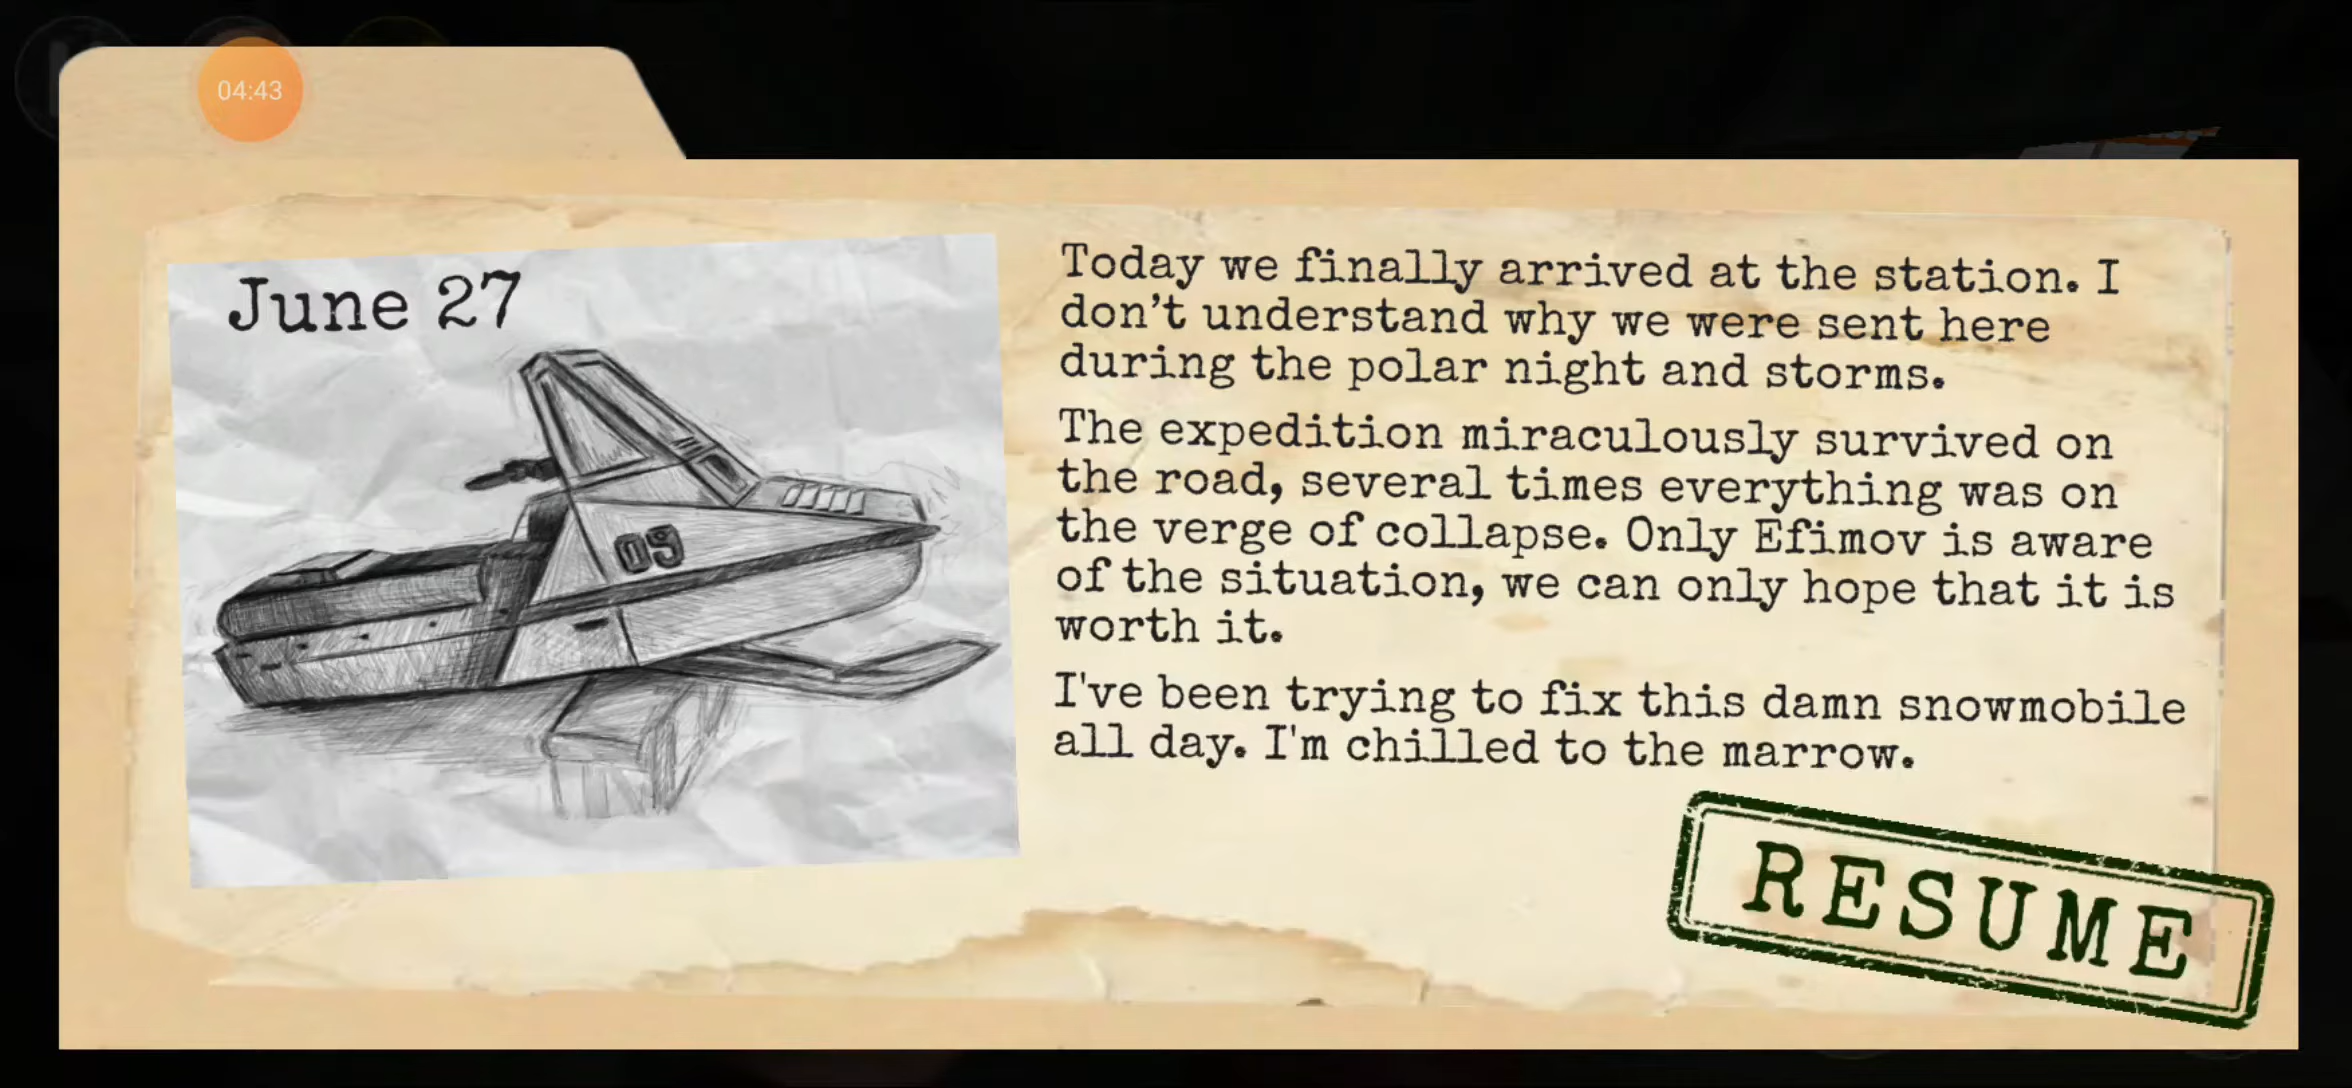 04:43
June 27
09
Today we finally arrived at the station. I
don't understand why we were sent here
during the polar night and storms.
The expedition miraculously survived on
the road, several times everything was on
the verge of collapse. Only Efimov is aware
of the situation, we can only hope that it is
worth it.
I've been trying to fix this damn snowmobile
all day. I'm chilled to the marrow.
RESUME